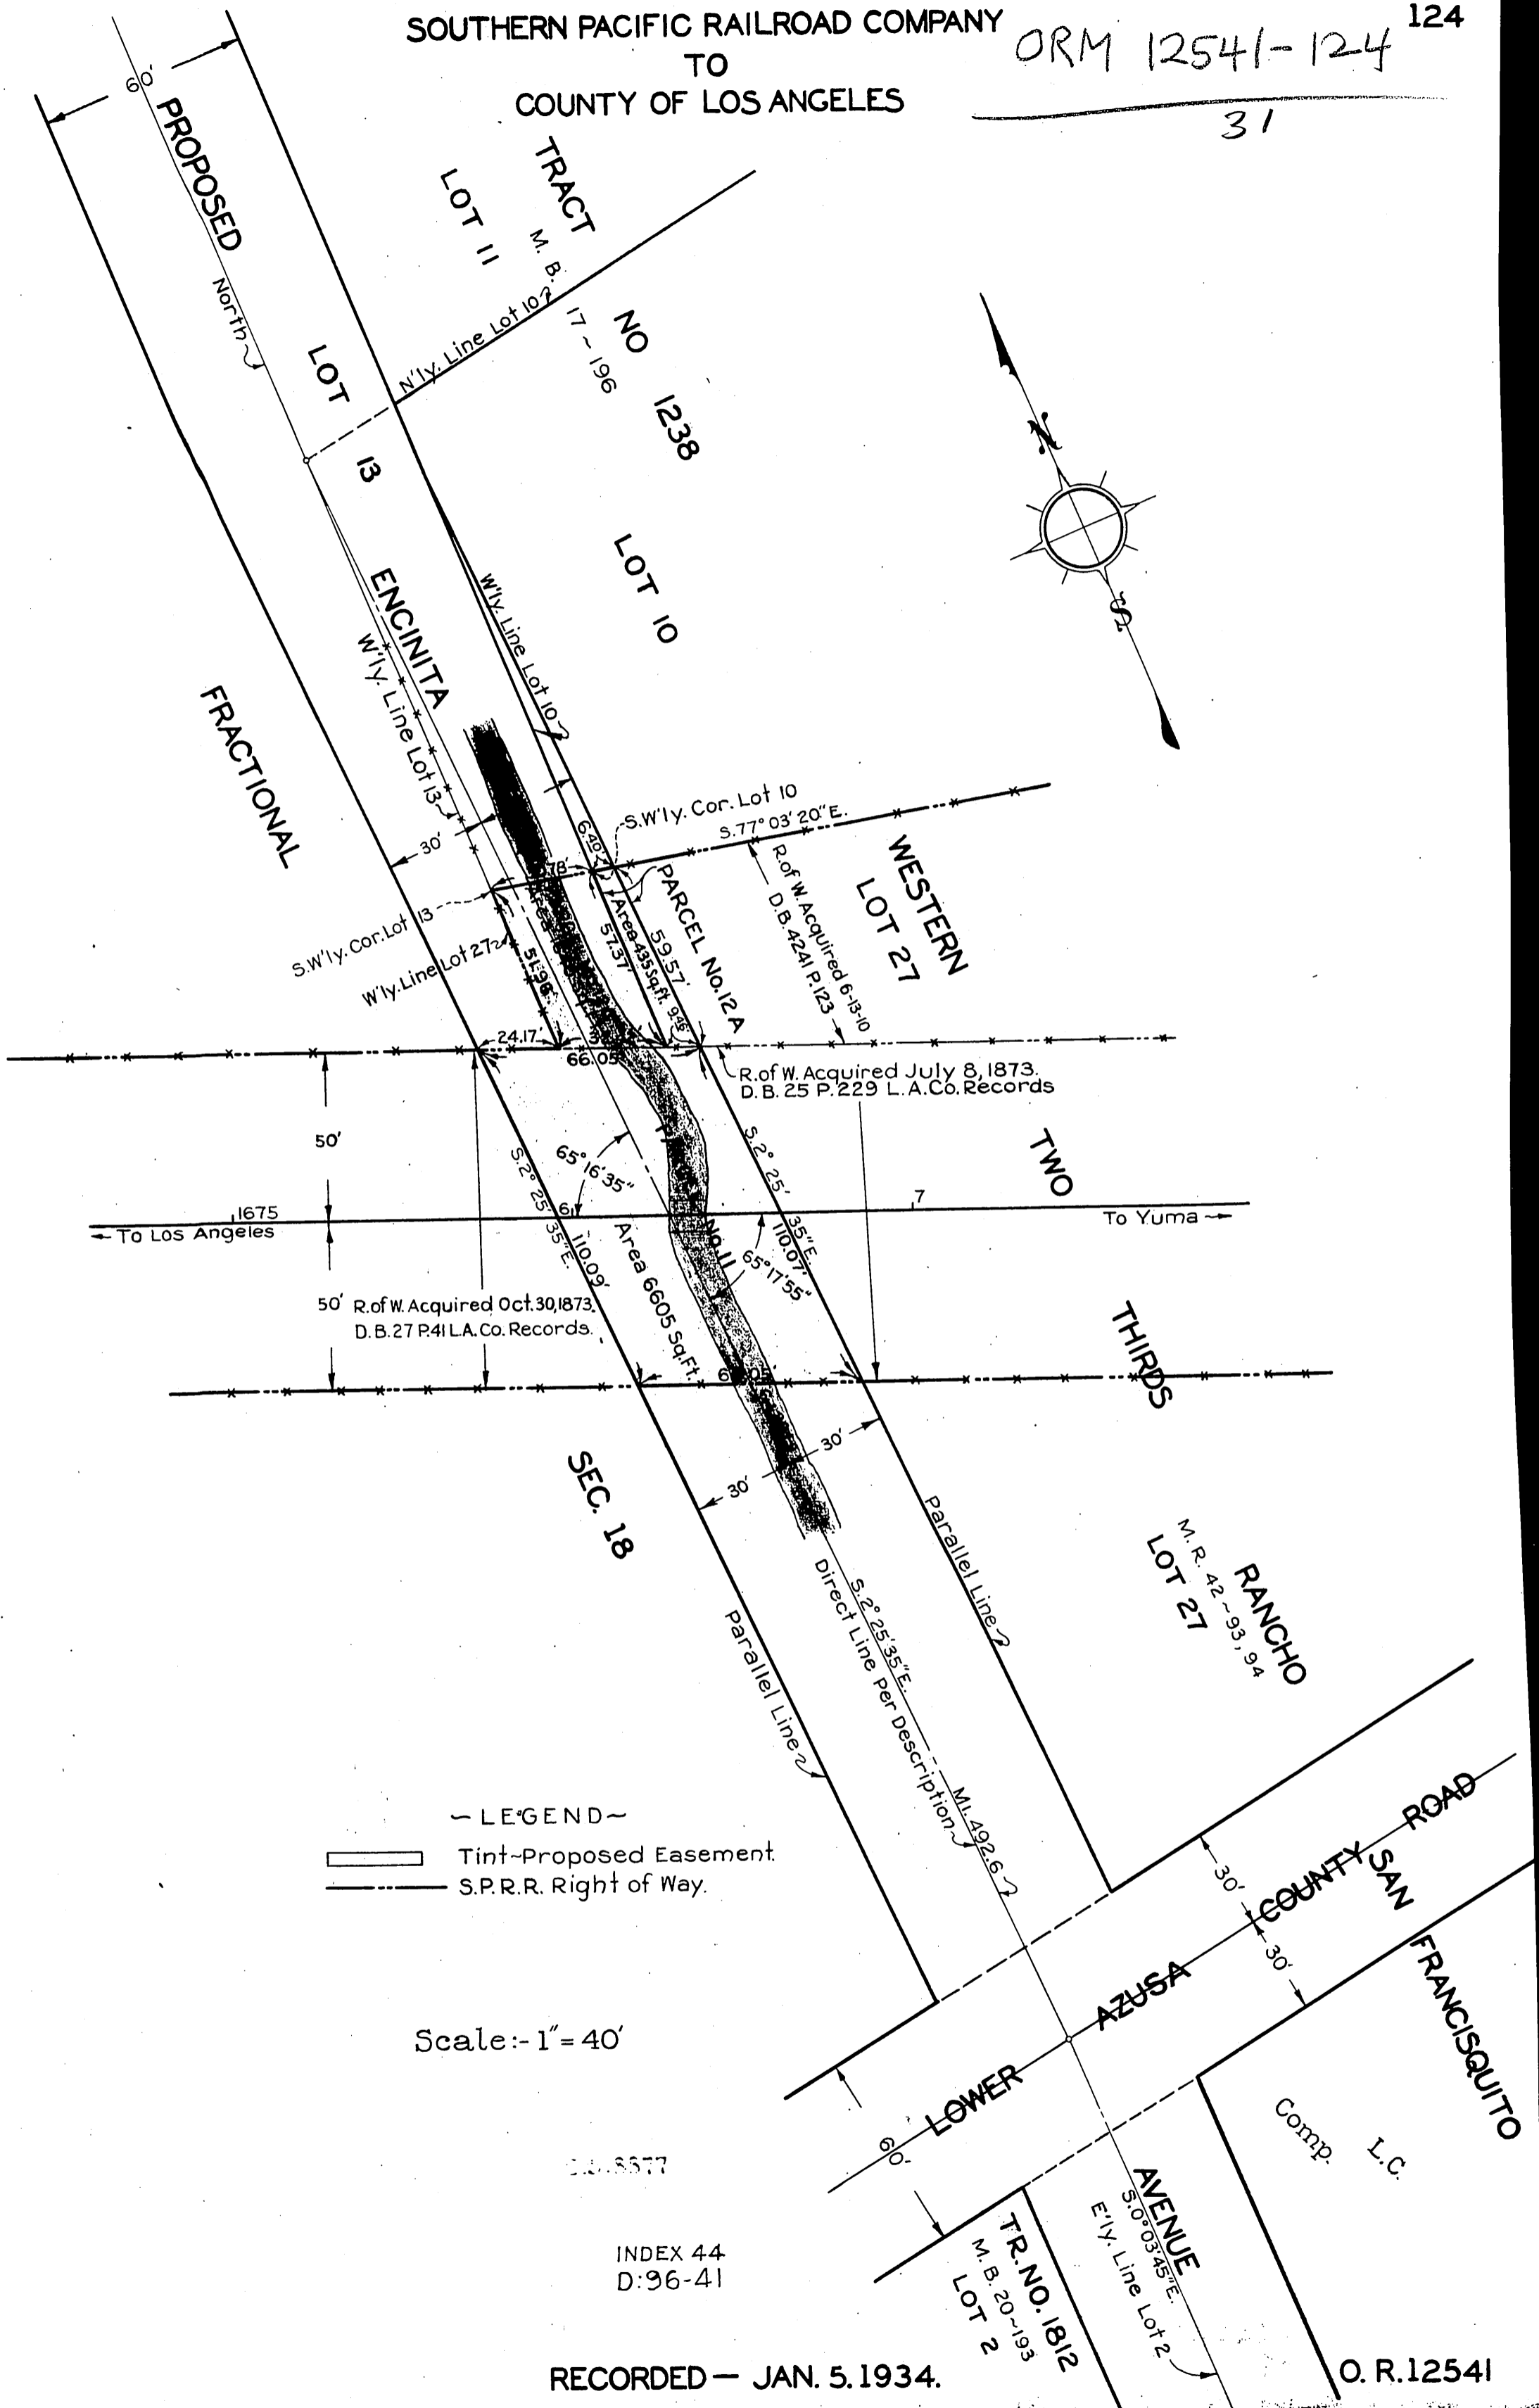 SOUTHERN PACIFIC RAILROAD COMPANY
TO
COUNTY OF LOS ANGELES
124
ORM 12541-124
31
60'
PROPOSED
North
LOT 13
ENCINITA
TRACT NO 1238
M. B. 17~196
LOT 11
N'ly. Line Lot 10
LOT 10
N
S
W'ly. Line Lot 10
W'ly. Line Lot 13
FRACTIONAL
30'
S.W'ly. Cor. Lot 10
S.77°03'20"E.
6.40'
S.W'ly. Cor. Lot 13
W'ly. Line Lot 27
51.96'
Area 435 Sq.ft.
57.37'
59.57'
PARCEL No.12A
9.46'
R.of W. Acquired 6-13-10
D.B. 4241 P.123
WESTERN
LOT 27
24.17'
66.05'
R.of W. Acquired July 8, 1873.
D.B. 25 P.229 L.A.Co. Records
50'
65°16'35"
S.2° 25' 35"E.
S.2° 25' 35"E.
TWO
1675
6
7
← To Los Angeles
To Yuma →
110.09'
Area 6605 Sq.Ft.
No.11
65°17'55"
110.07'
50'
R.of W. Acquired Oct.30,1873.
D.B.27 P.41 L.A. Co. Records.
THIRDS
SEC. 18
30'
30'
Parallel Line
Parallel Line
S.2° 25'35"E.
Direct Line Per Description
M1.492.6
RANCHO
M. R. 42~93, 94
LOT 27
~LEGEND~
Tint~Proposed Easement.
S.P.R.R. Right of Way.
30'
30'
LOWER AZUSA COUNTY ROAD
SAN
FRANCISQUITO
Scale:- 1"= 40'
60'
Comp. L.C.
INDEX 44
D:96-41
TR. NO. 1812
M. B. 20~193
LOT 2
AVENUE
S.0°03'45"E.
E'ly. Line Lot 2
RECORDED — JAN. 5. 1934.
O. R. 12541